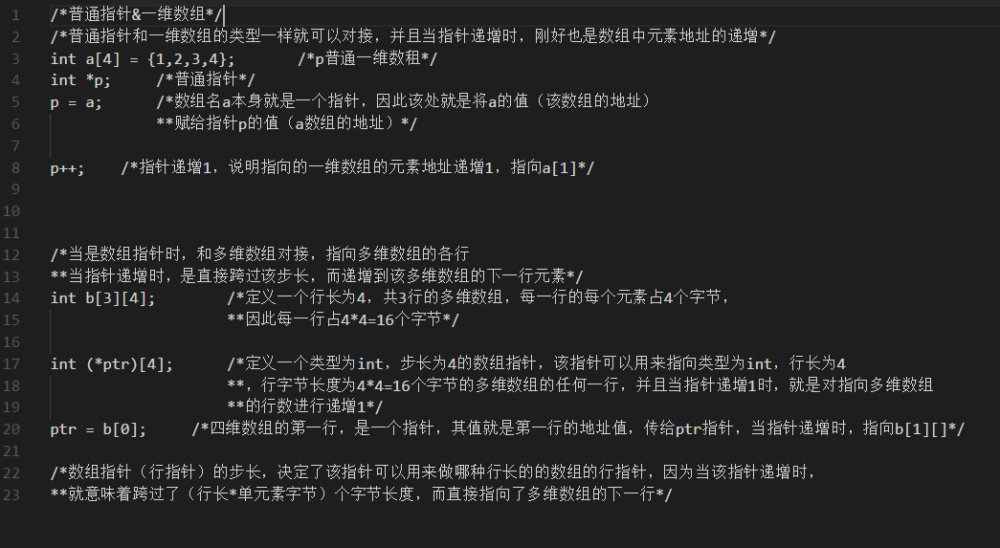 1 /*普通指针&一维数组*/
2 /*普通指针和一维数组的类型一样就可以对接，并且当指针递增时，刚好也是数组中元素地址的递增*/
3 int a[4] = {1,2,3,4};       /*p普通一维数租*/
4 int *p;     /*普通指针*/
5 p = a;      /*数组名a本身就是一个指针，因此该处就是将a的值（该数组的地址）
6             **赋给指针p的值（a数组的地址）*/
7
8 p++;    /*指针递增1，说明指向的一维数组的元素地址递增1，指向a[1]*/
9
10
11
12 /*当是数组指针时，和多维数组对接，指向多维数组的各行
13 **当指针递增时，是直接跨过该步长，而递增到该多维数组的下一行元素*/
14 int b[3][4];        /*定义一个行长为4，共3行的多维数组，每一行的每个元素占4个字节，
15                     **因此每一行占4*4=16个字节*/
16
17 int (*ptr)[4];      /*定义一个类型为int，步长为4的数组指针，该指针可以用来指向类型为int，行长为4
18                     **，行字节长度为4*4=16个字节的多维数组的任何一行，并且当指针递增1时，就是对指向多维数组
19                     **的行数进行递增1*/
20 ptr = b[0];     /*四维数组的第一行，是一个指针，其值就是第一行的地址值，传给ptr指针，当指针递增时，指向b[1][]*/
21
22 /*数组指针（行指针）的步长，决定了该指针可以用来做哪种行长的的数组的行指针，因为当该指针递增时，
23 **就意味着跨过了（行长*单元素字节）个字节长度，而直接指向了多维数组的下一行*/